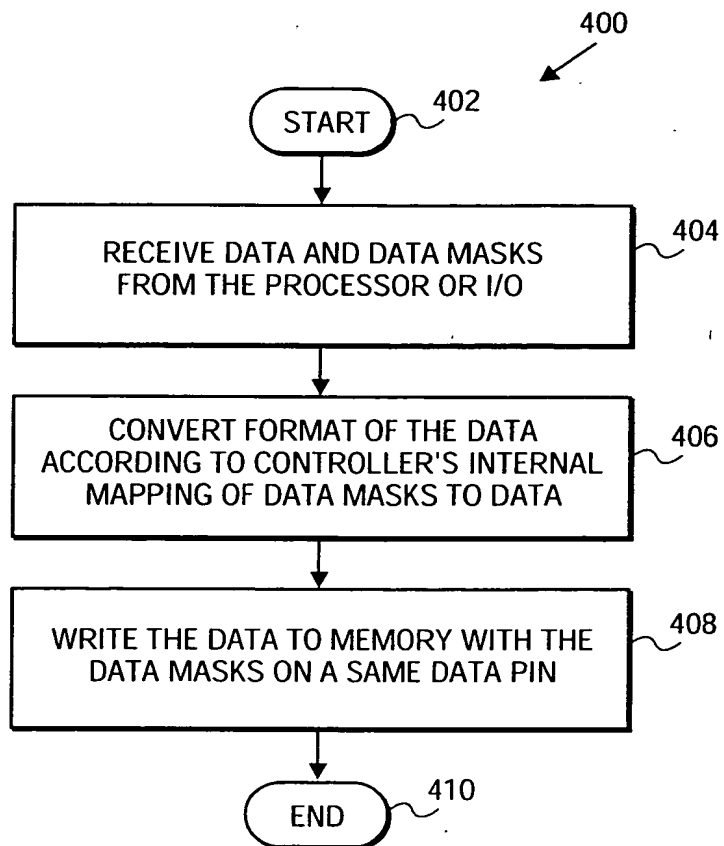 400
START
402
RECEIVE DATA AND DATA MASKS
FROM THE PROCESSOR OR I/O
404
CONVERT FORMAT OF THE DATA
ACCORDING TO CONTROLLER'S INTERNAL
MAPPING OF DATA MASKS TO DATA
406
WRITE THE DATA TO MEMORY WITH THE
DATA MASKS ON A SAME DATA PIN
408
END
410